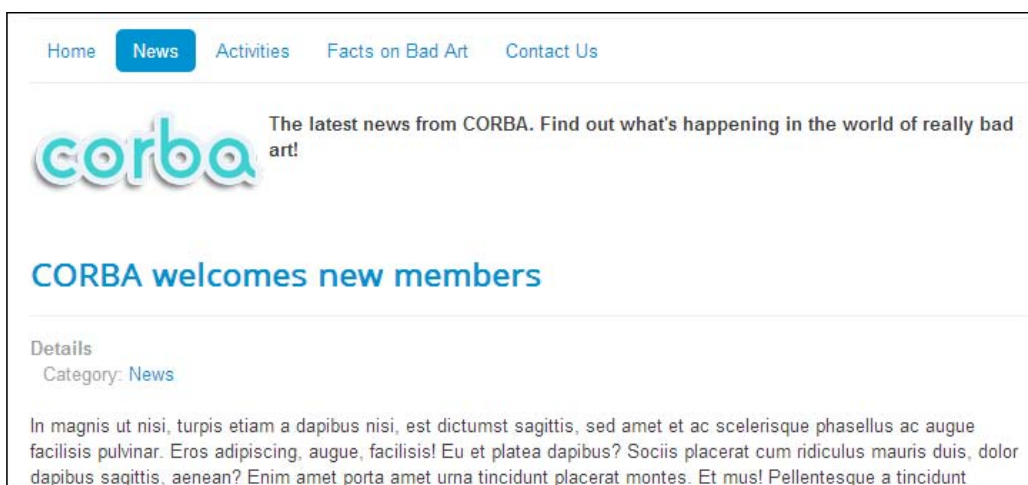 Home News Activities Facts on Bad Art Contact Us
corba
The latest news from CORBA. Find out what's happening in the world of really bad
art!
CORBA welcomes new members
Details
Category: News
In magnis ut nisi, turpis etiam a dapibus nisi, est dictumst sagittis, sed amet et ac scelerisque phasellus ac augue
facilisis pulvinar. Eros adipiscing, augue, facilisis! Eu et platea dapibus? Sociis placerat cum ridiculus mauris duis, dolor
dapibus sagittis, aenean? Enim amet porta amet urna tincidunt placerat montes. Et mus! Pellentesque a tincidunt